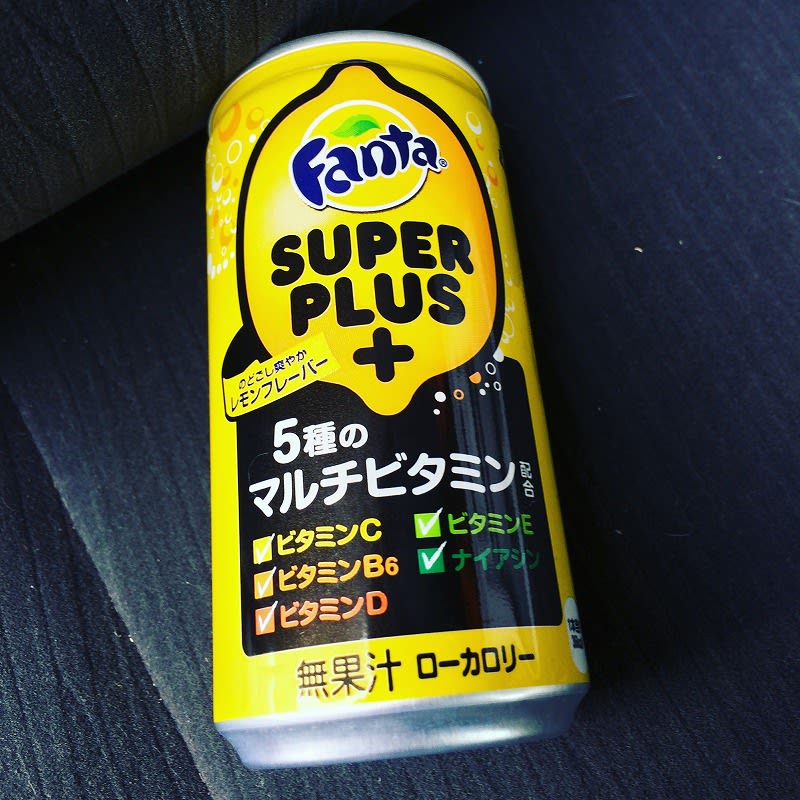 Fanta®
SUPER
PLUS
+
のどごし爽やか
レモンフレーバー
5種の
マルチビタミン配合
ビタミンC
ビタミンB6
ビタミンD
ビタミンE
ナイアシン
無果汁 ローカロリー